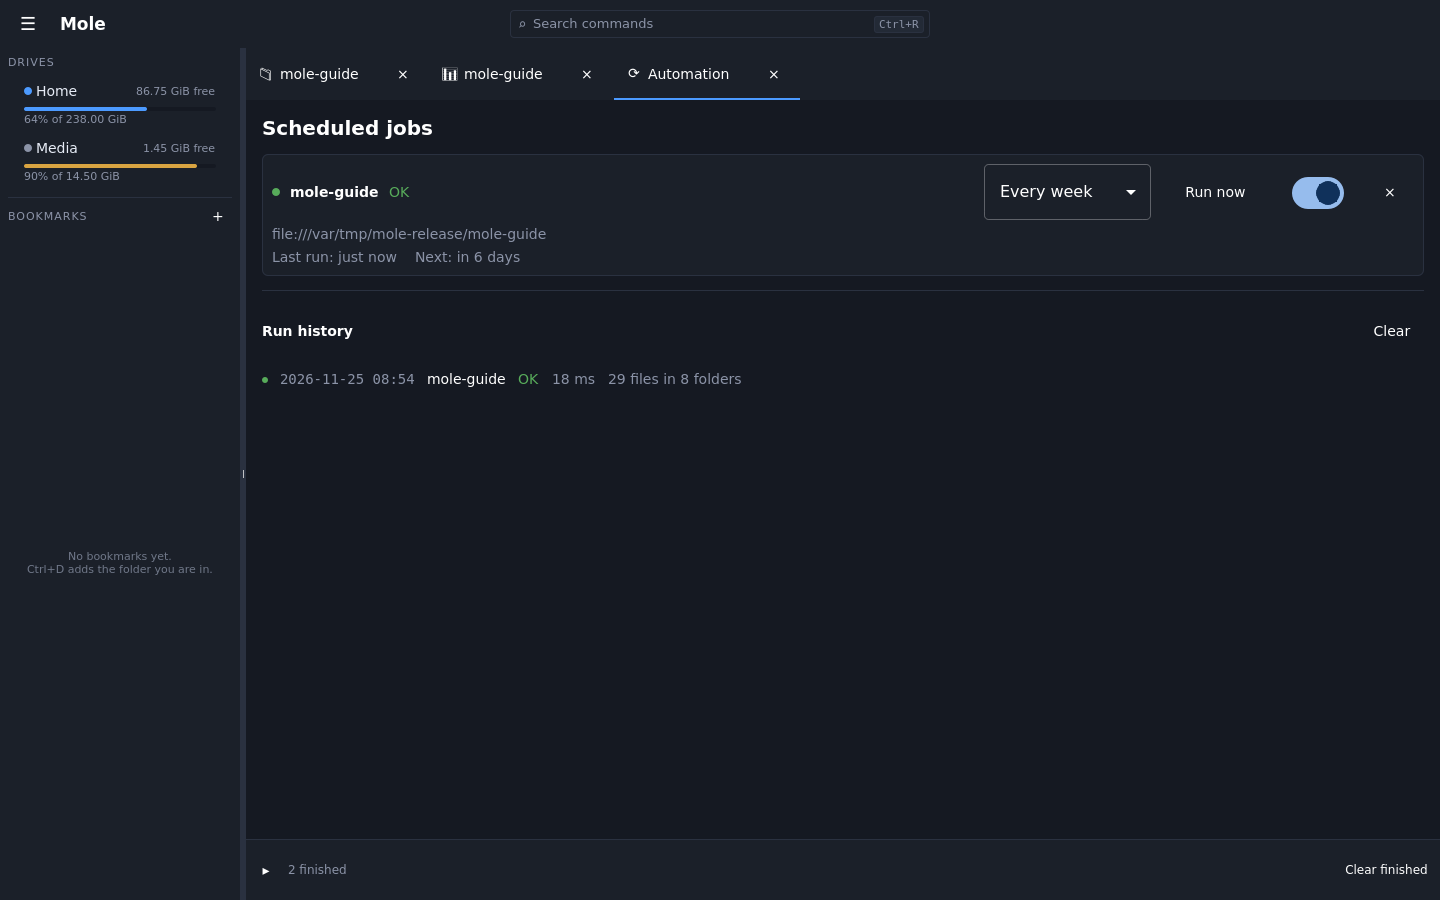 ☰ Mole
Search commands Ctrl+R
DRIVES
Home 86.75 GiB free
64% of 238.00 GiB
Media 1.45 GiB free
90% of 14.50 GiB
BOOKMARKS +
No bookmarks yet.
Ctrl+D adds the folder you are in.
mole-guide × mole-guide × ⟳ Automation ×
Scheduled jobs
mole-guide OK Every week Run now ×
file:///var/tmp/mole-release/mole-guide
Last run: just now Next: in 6 days
Run history Clear
2026-11-25 08:54 mole-guide OK 18 ms 29 files in 8 folders
▸ 2 finished Clear finished